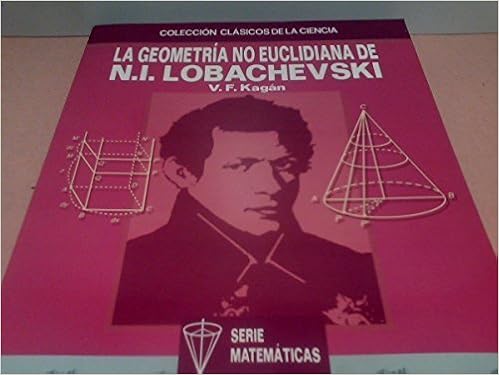 COLECCIÓN CLÁSICOS DE LA CIENCIA
LA GEOMETRÍA NO EUCLIDIANA DE
N.I. LOBACHEVSKI
V. F. Kagán
SERIE
MATEMÁTICAS